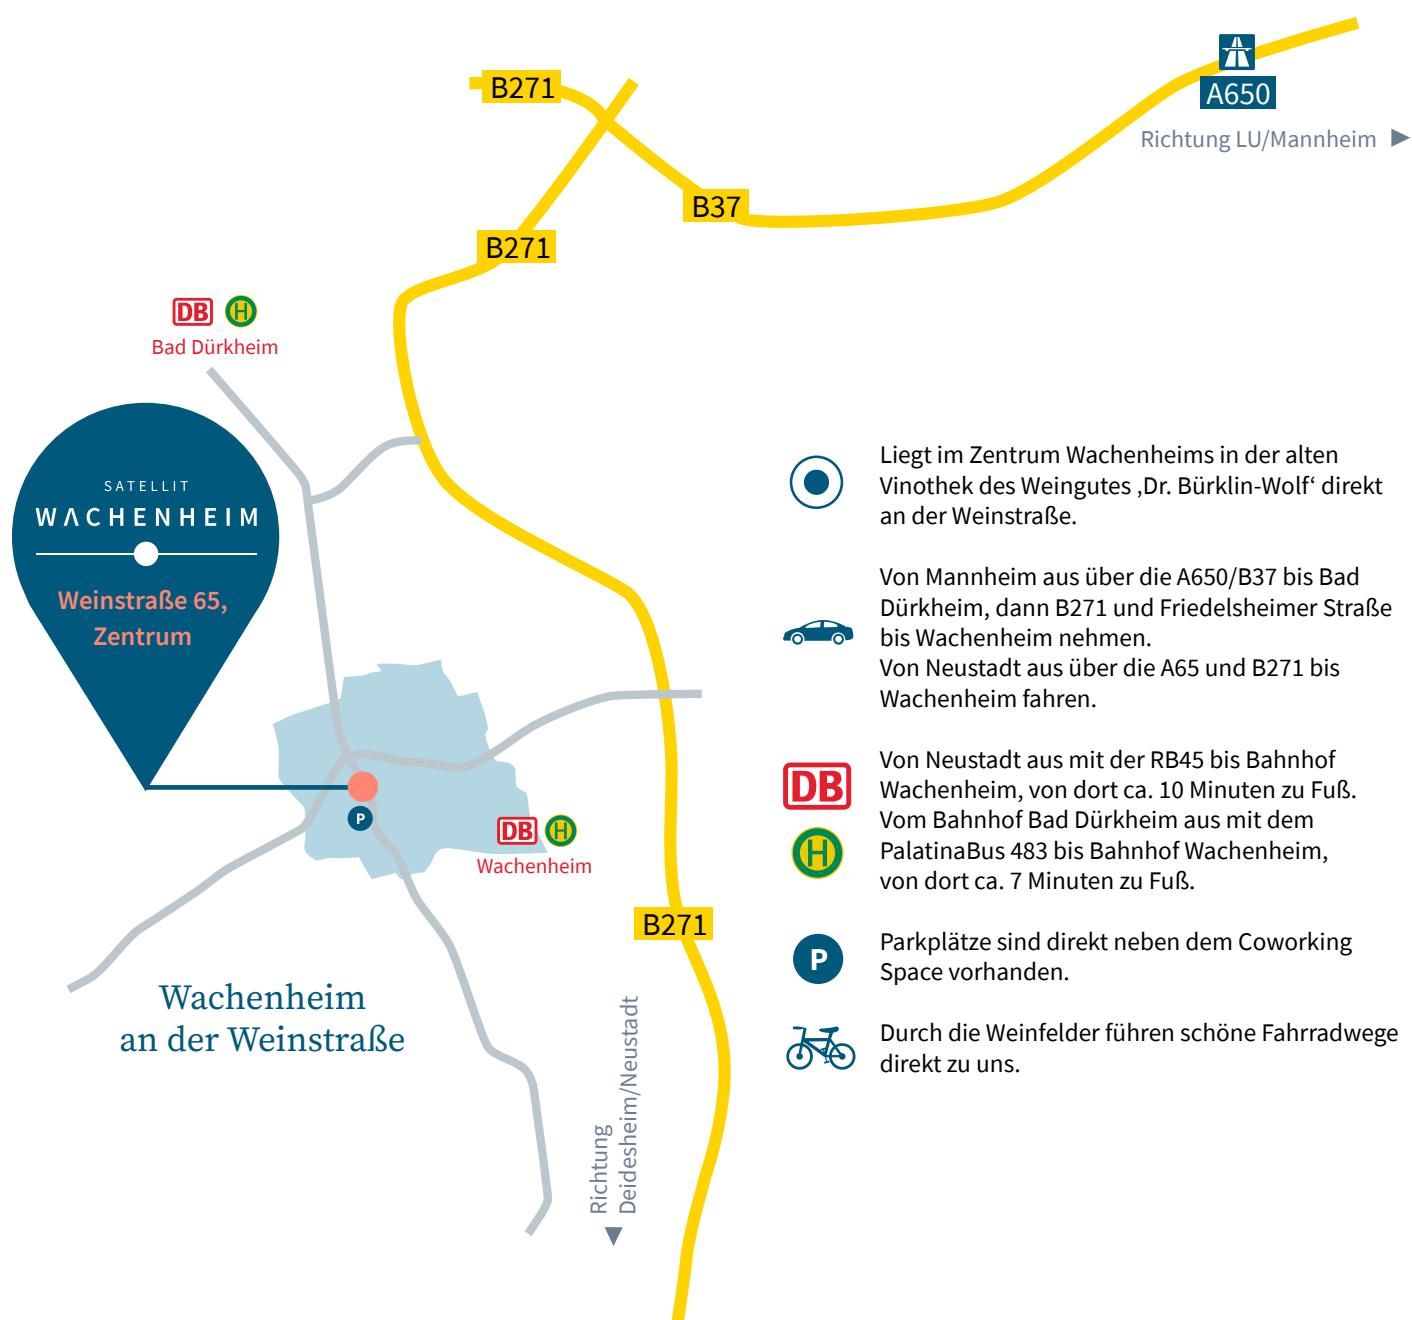 B271
A650
Richtung LU/Mannheim
B37
B271
DB H
Bad Dürkheim
SATELLIT
WΛCHENHEIM
Weinstraße 65,
Zentrum
P
DB H
Wachenheim
B271
Wachenheim
an der Weinstraße
Richtung
Deidesheim/Neustadt
Liegt im Zentrum Wachenheims in der alten
Vinothek des Weingutes ‚Dr. Bürklin-Wolf‘ direkt
an der Weinstraße.
Von Mannheim aus über die A650/B37 bis Bad
Dürkheim, dann B271 und Friedelsheimer Straße
bis Wachenheim nehmen.
Von Neustadt aus über die A65 und B271 bis
Wachenheim fahren.
DB
Von Neustadt aus mit der RB45 bis Bahnhof
Wachenheim, von dort ca. 10 Minuten zu Fuß.
H
Vom Bahnhof Bad Dürkheim aus mit dem
PalatinaBus 483 bis Bahnhof Wachenheim,
von dort ca. 7 Minuten zu Fuß.
P
Parkplätze sind direkt neben dem Coworking
Space vorhanden.
Durch die Weinfelder führen schöne Fahrradwege
direkt zu uns.